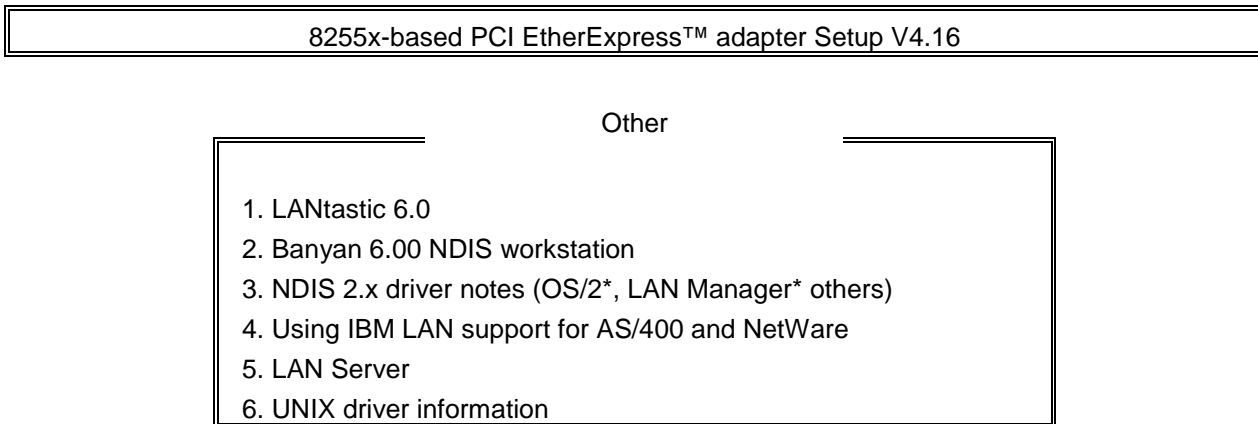 8255x-based PCI EtherExpress™ adapter Setup V4.16
Other
1. LANtastic 6.0
2. Banyan 6.00 NDIS workstation
3. NDIS 2.x driver notes (OS/2*, LAN Manager* others)
4. Using IBM LAN support for AS/400 and NetWare
5. LAN Server
6. UNIX driver information